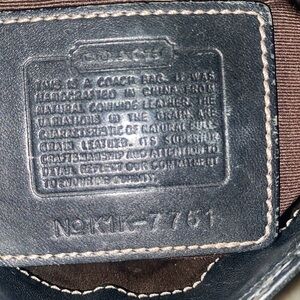 COACH
THIS IS A COACH BAG. IT WAS
HANDCRAFTED IN CHINA FROM
NATURAL COWHIDE LEATHER. THE
VARIATIONS IN THE GRAIN ARE
CHARACTERISTIC OF NATURAL FULL
GRAIN LEATHER. ITS SUPERIOR
CRAFTSMANSHIP AND ATTENTION TO
DETAIL REFLECT OUR COMMITMENT
TO ENDURING QUALITY.
No K1K-7751